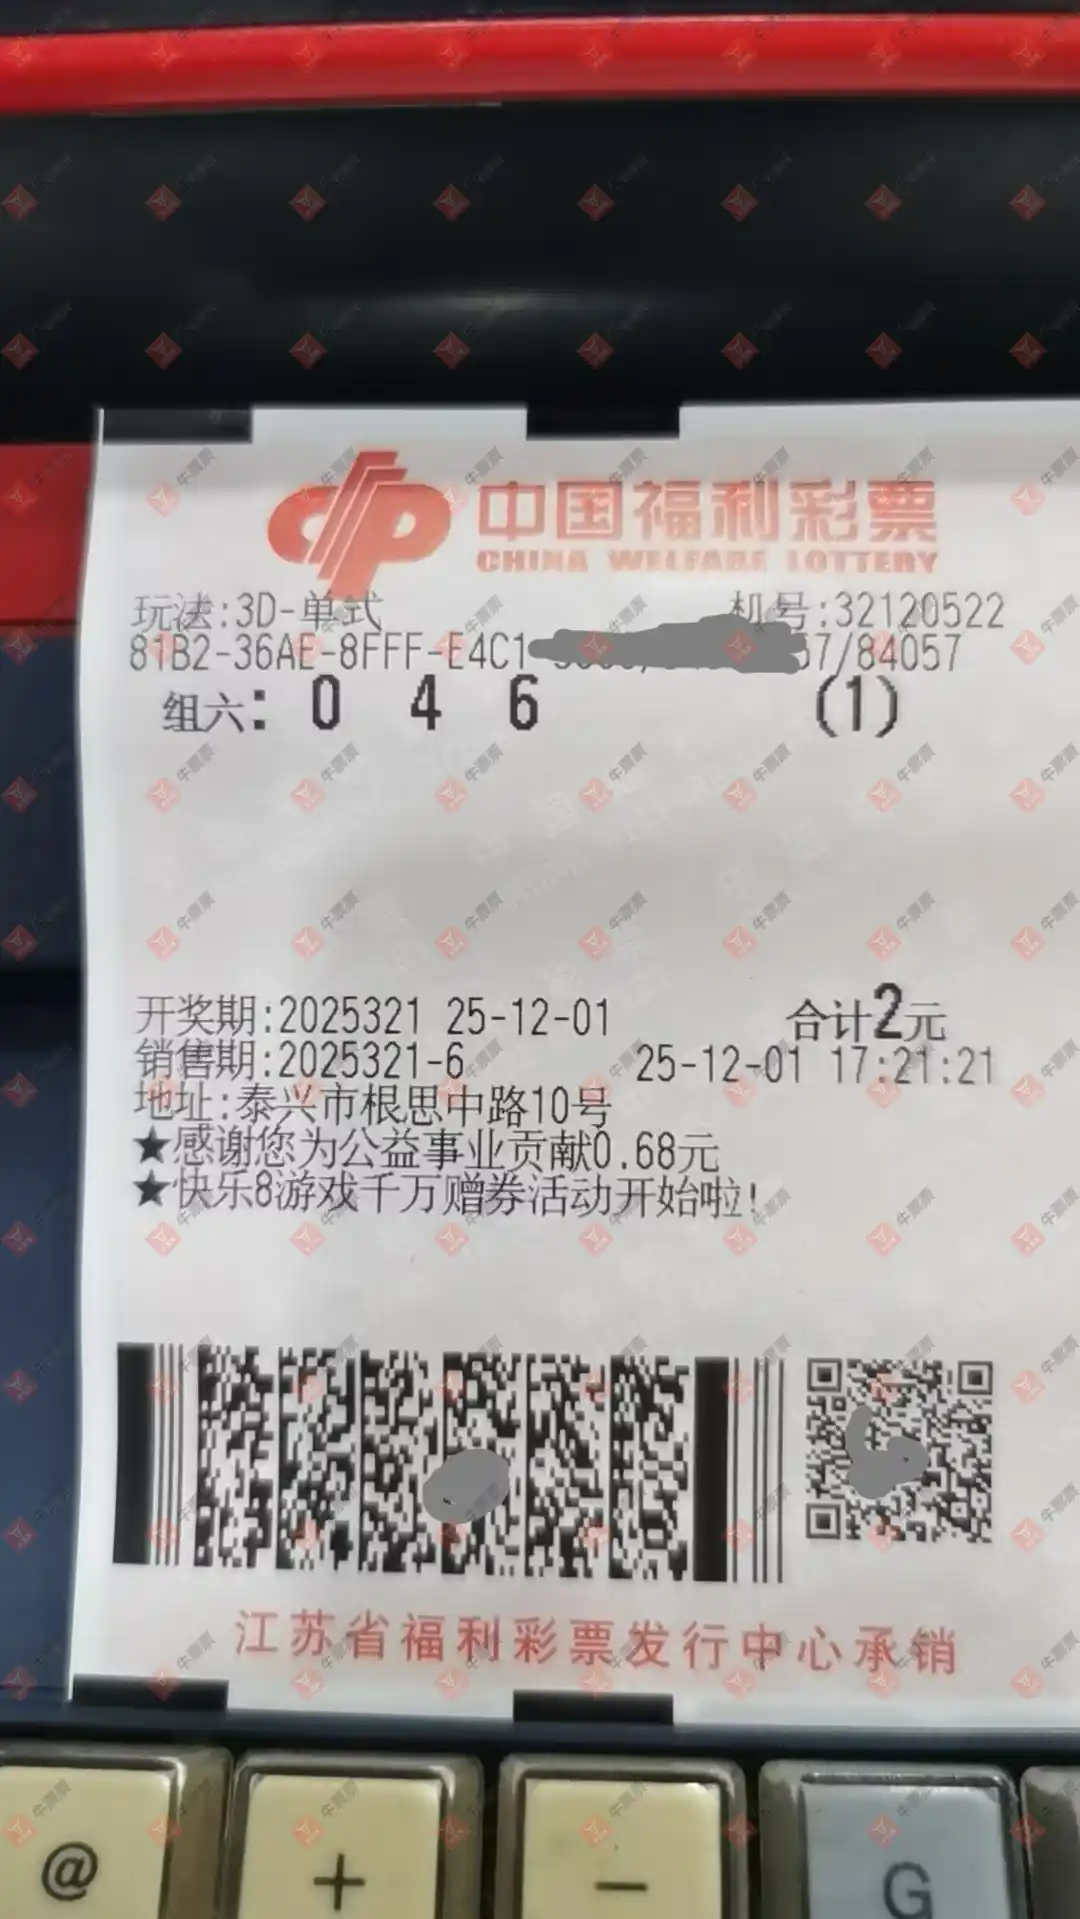 中国福利彩票
CHINA WELFARE LOTTERY
玩法:3D-单式 机号:32120522
81B2-36AE-8FFF-E4C1 67/84057
组六: 0 4 6 (1)
开奖期:2025321 25-12-01 合计2元
销售期:2025321-6 25-12-01 17:21:21
地址:泰兴市根思中路10号
★感谢您为公益事业贡献0.68元
★快乐8游戏千万赠券活动开始啦!
江苏省福利彩票发行中心承销
@ + - G
牛票票